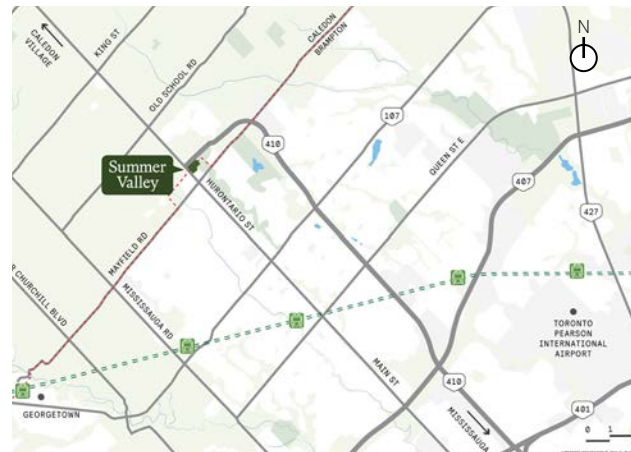 N
CALEDON
VILLAGE
KING ST
OLD SCHOOL RD
CALEDON
BRAMPTON
410
107
Summer
Valley
QUEEN ST E
407
427
HURONTARIO ST
MAYFIELD RD
MISSISSAUGA RD
CHURCHILL BLVD
TORONTO
PEARSON
INTERNATIONAL
AIRPORT
MAIN ST
410
MISSISSAUGA
401
GEORGETOWN
0 1